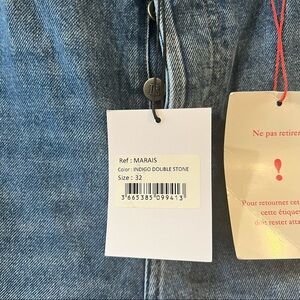 Ref : MARAIS
Color : INDIGO DOUBLE STONE
Size : 32
3 665385 099413
Ne pas retirer
!
Pour retourner cet
cette étique
doit rester atta